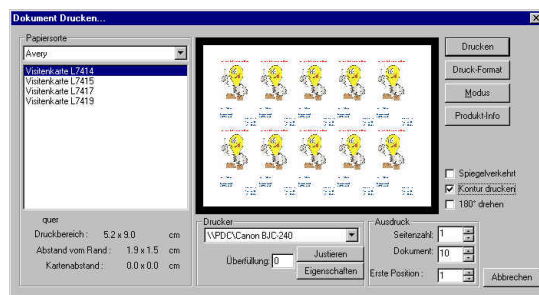 Dokument Drucken...
Papiersorte
Avery
Visitenkarte L7414
Visitenkarte L7415
Visitenkarte L7417
Visitenkarte L7419
quer
Druckbereich : 5.2 x 9.0 cm
Abstand vom Rand : 1.9 x 1.5 cm
Kartenabstand : 0.0 x 0.0 cm
Drucker
\\PDC\Canon BJC-240
Überfüllung: 0
Justieren
Eigenschaften
Ausdruck
Seitenzahl: 1
Dokument: 10
Erste Position : 1
Drucken
Druck-Format
Modus
Produkt-Info
Spiegelverkehrt
Kontur drucken
180° drehen
Abbrechen